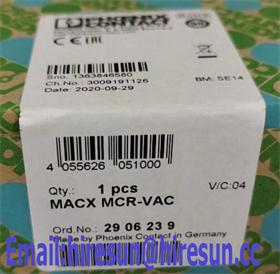 Sno. 1363846580
Ch.No.: 3009191126
Date: 2020-09-29
BM: SE14
4 055626 051000
Qty.: 1 pcs
V/C:04
MACX MCR-VAC
Ord.No.: 29 06 23 9
Made by Phoenix Contact in Germany
Email:hiresun@hiresun.cc